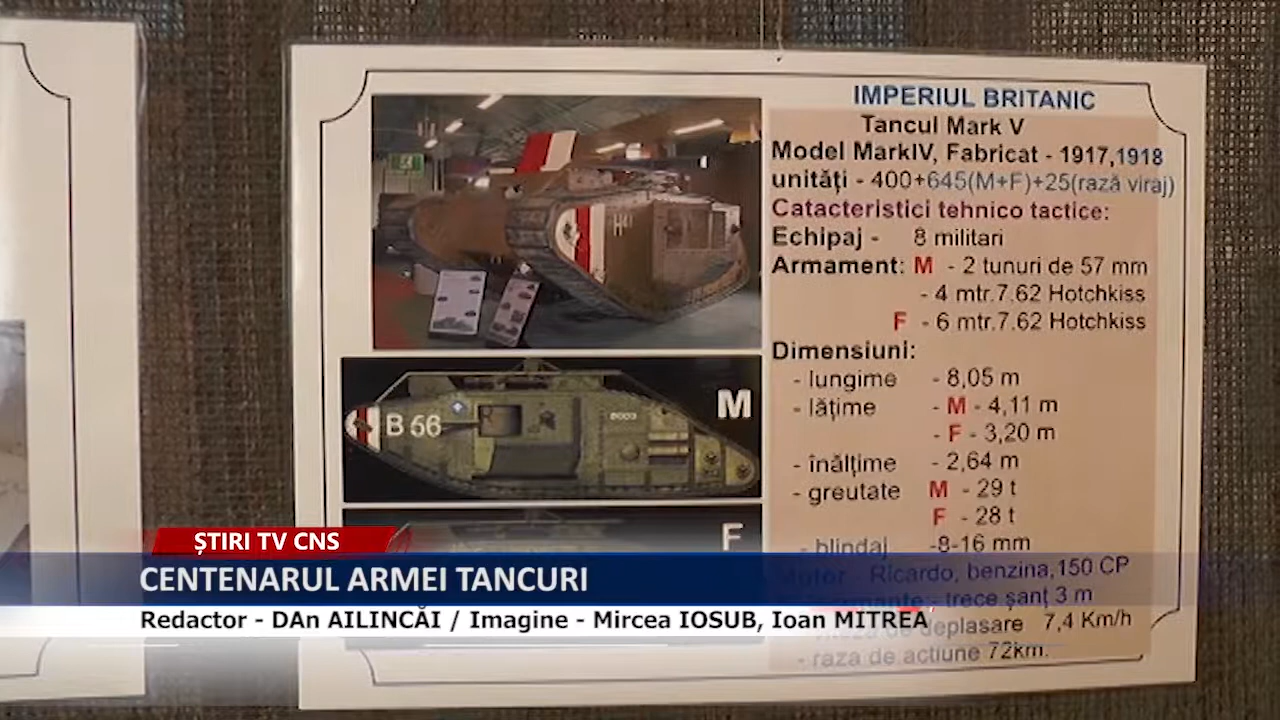 IMPERIUL BRITANIC
Tancul Mark V
Model MarkIV, Fabricat - 1917,1918
unități - 400+645(M+F)+25(rază viraj)
Catacteristici tehnico tactice:
Echipaj - 8 militari
Armament: M - 2 tunuri de 57 mm
- 4 mtr.7.62 Hotchkiss
F - 6 mtr.7.62 Hotchkiss
Dimensiuni:
- lungime - 8,05 m
- lățime - M - 4,11 m
- F - 3,20 m
- înălțime - 2,64 m
- greutate M - 29 t
F - 28 t
- blindaj -8-16 mm
Motor - Ricardo, benzina,150 CP
- trece șanț 3 m
de deplasare 7,4 Km/h
- raza de actiune 72km.
H41
M
B 56
F
ȘTIRI TV CNS
CENTENARUL ARMEI TANCURI
Redactor - DAn AILINCĂI / Imagine - Mircea IOSUB, Ioan MITREA